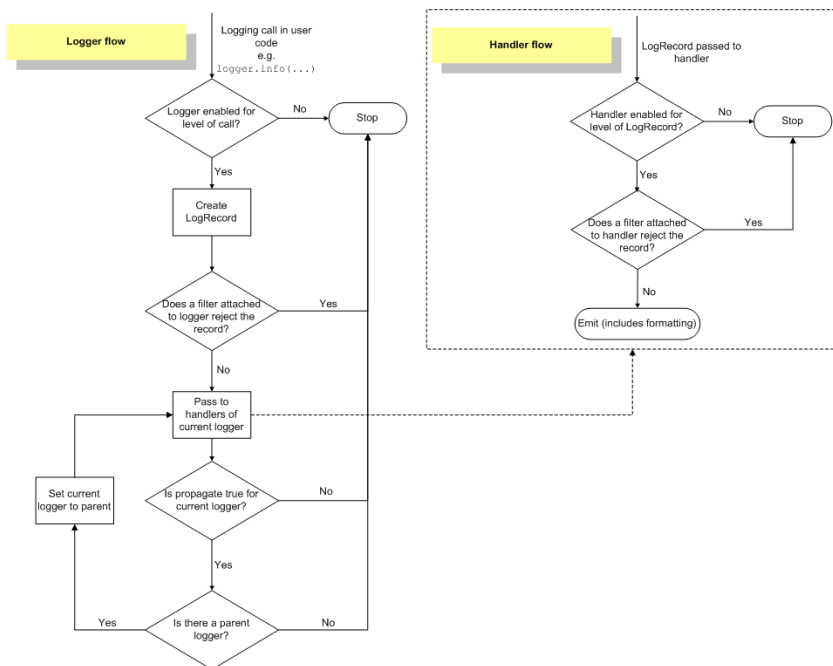 Logger flow
Logging call in user
code
e.g.
logger.info(...)
Logger enabled for
level of call?
No
Stop
Yes
Create
LogRecord
Does a filter attached
to logger reject the
record?
Yes
No
Pass to
handlers of
current logger
Set current
logger to parent
Is propagate true for
current logger?
No
Yes
Is there a parent
logger?
Yes
No
Handler flow
LogRecord passed to
handler
Handler enabled for
level of LogRecord?
No
Stop
Yes
Does a filter attached
to handler reject the
record?
Yes
No
Emit (includes formatting)